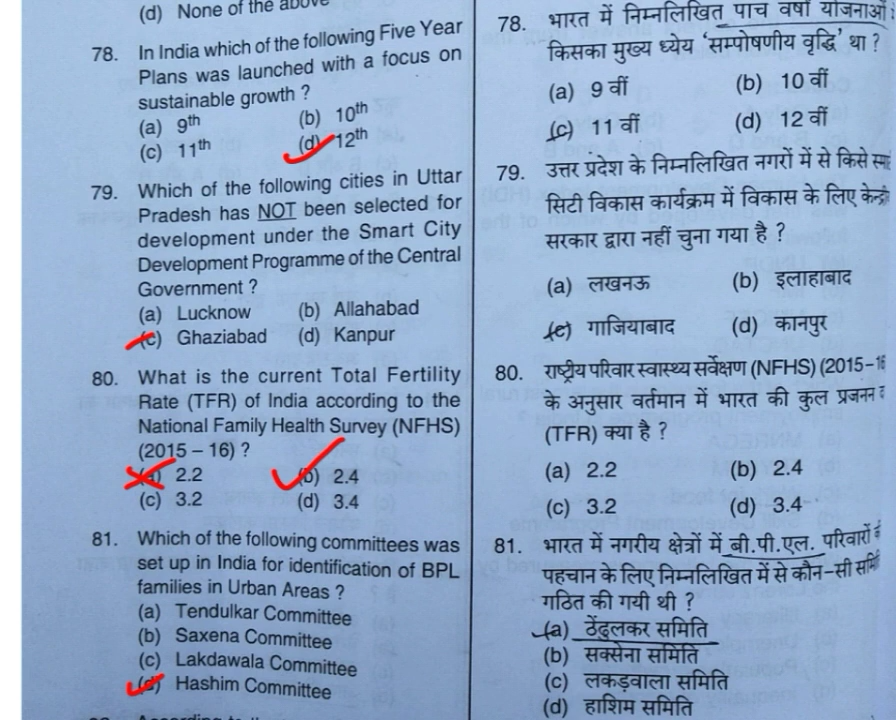 (d) None of the above
78. In India which of the following Five Year
Plans was launched with a focus on
sustainable growth ?
(a) 9th (b) 10th
(c) 11th (d) 12th
79. Which of the following cities in Uttar
Pradesh has NOT been selected for
development under the Smart City
Development Programme of the Central
Government ?
(a) Lucknow (b) Allahabad
(c) Ghaziabad (d) Kanpur
80. What is the current Total Fertility
Rate (TFR) of India according to the
National Family Health Survey (NFHS)
(2015 – 16) ?
(a) 2.2 (b) 2.4
(c) 3.2 (d) 3.4
81. Which of the following committees was
set up in India for identification of BPL
families in Urban Areas ?
(a) Tendulkar Committee
(b) Saxena Committee
(c) Lakdawala Committee
(d) Hashim Committee
78. भारत में निम्नलिखित पाच वर्षा योजनाओं
किसका मुख्य ध्येय ‘सम्पोषणीय वृद्धि’ था ?
(a) 9 वीं (b) 10 वीं
(c) 11 वीं (d) 12 वीं
79. उत्तर प्रदेश के निम्नलिखित नगरों में से किसे
सिटी विकास कार्यक्रम में विकास के लिए
सरकार द्वारा नहीं चुना गया है ?
(a) लखनऊ (b) इलाहाबाद
(c) गाजियाबाद (d) कानपुर
80. राष्ट्रीय परिवार स्वास्थ्य सर्वेक्षण (NFHS) (2015–16
के अनुसार वर्तमान में भारत की कुल प्रजनन
(TFR) क्या है ?
(a) 2.2 (b) 2.4
(c) 3.2 (d) 3.4
81. भारत में नगरीय क्षेत्रों में बी.पी.एल. परिवारों
पहचान के लिए निम्नलिखित में से कौन-सी
गठित की गयी थी ?
(a) ठेंदुलकर समिति
(b) सक्सेना समिति
(c) लकड़वाला समिति
(d) हाशिम समिति